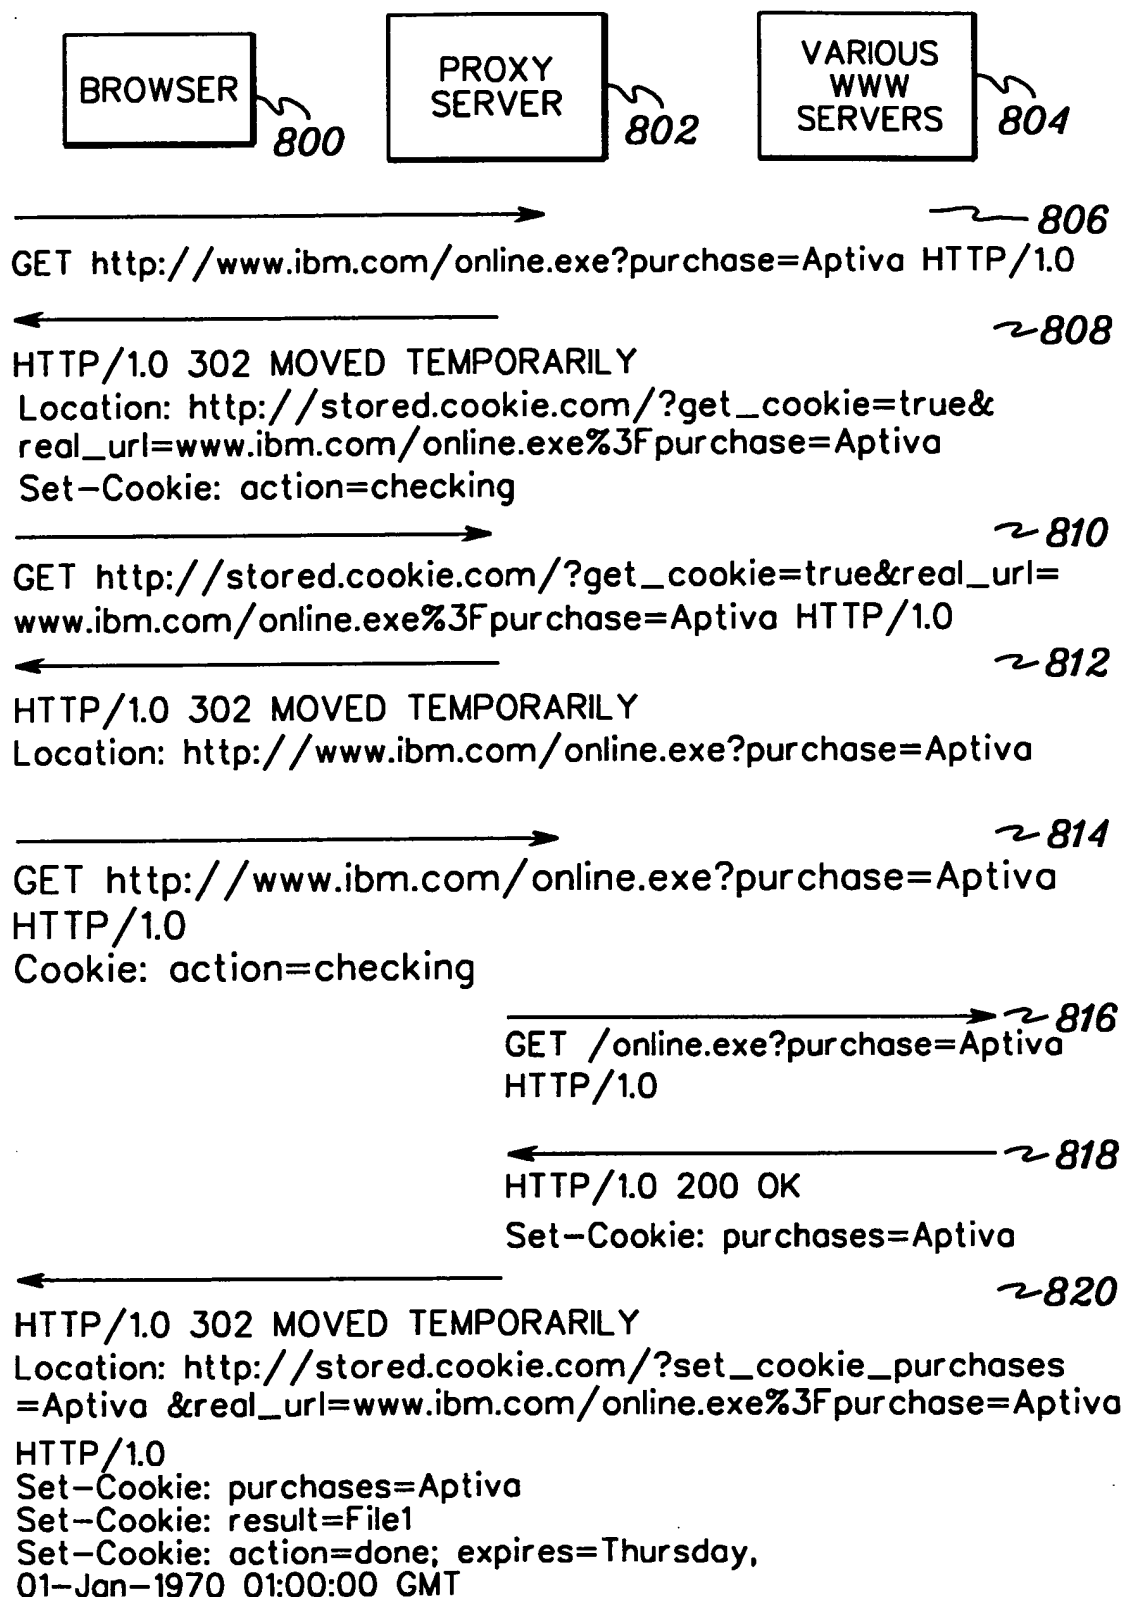 BROWSER
800
PROXY
SERVER
802
VARIOUS
WWW
SERVERS
804
806
GET http://www.ibm.com/online.exe?purchase=Aptiva HTTP/1.0
808
HTTP/1.0 302 MOVED TEMPORARILY
Location: http://stored.cookie.com/?get_cookie=true&
real_url=www.ibm.com/online.exe%3Fpurchase=Aptiva
Set-Cookie: action=checking
810
GET http://stored.cookie.com/?get_cookie=true&real_url=
www.ibm.com/online.exe%3Fpurchase=Aptiva HTTP/1.0
812
HTTP/1.0 302 MOVED TEMPORARILY
Location: http://www.ibm.com/online.exe?purchase=Aptiva
814
GET http://www.ibm.com/online.exe?purchase=Aptiva
HTTP/1.0
Cookie: action=checking
816
GET /online.exe?purchase=Aptiva
HTTP/1.0
818
HTTP/1.0 200 OK
Set-Cookie: purchases=Aptiva
820
HTTP/1.0 302 MOVED TEMPORARILY
Location: http://stored.cookie.com/?set_cookie_purchases
=Aptiva &real_url=www.ibm.com/online.exe%3Fpurchase=Aptiva
HTTP/1.0
Set-Cookie: purchases=Aptiva
Set-Cookie: result=File1
Set-Cookie: action=done; expires=Thursday,
01-Jan-1970 01:00:00 GMT